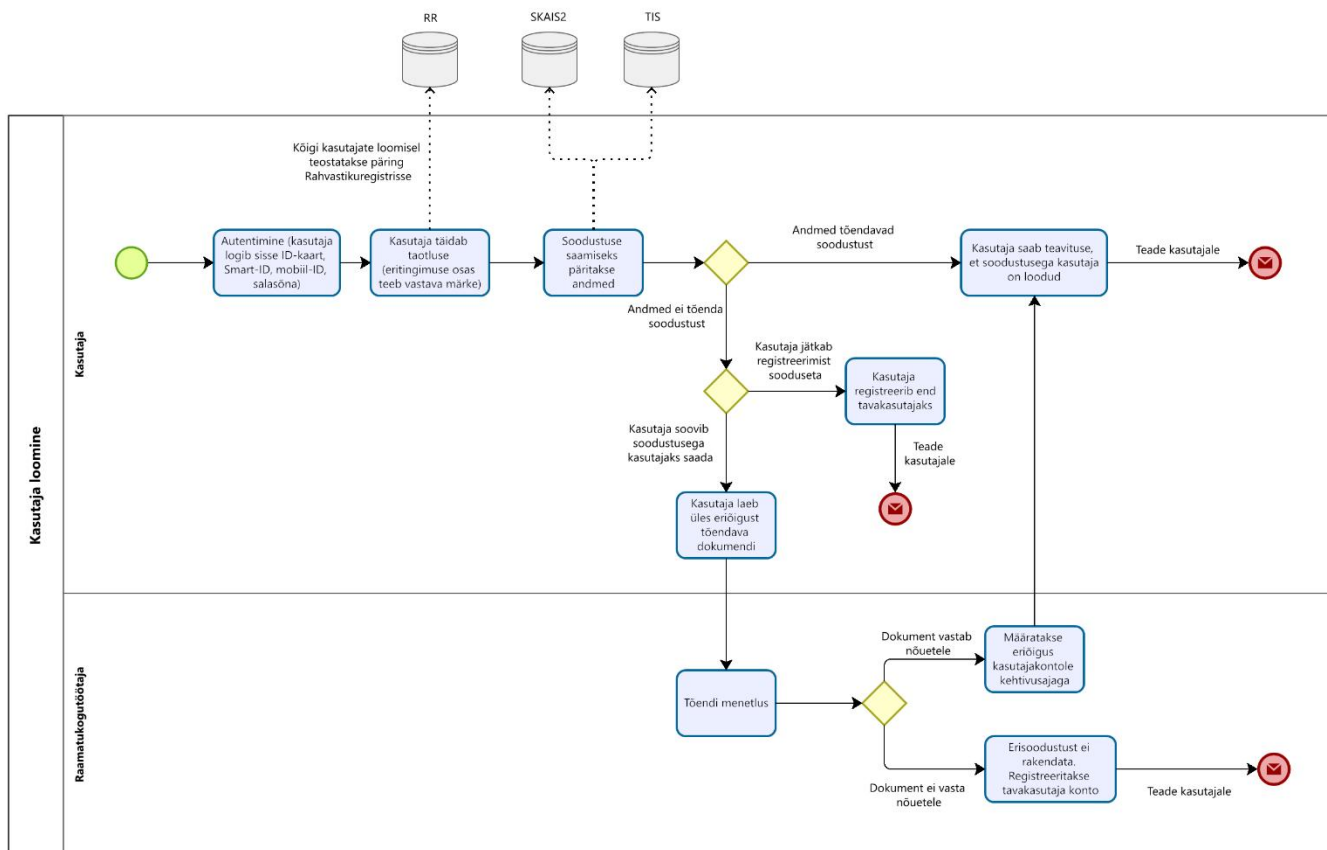 RR
SKAIS2
TIS
Kõigi kasutajate loomisel
teostatakse päring
Rahvastikuregistrisse
Kasutaja loomine
Kasutaja
Autentimine (kasutaja
logib sisse ID-kaart,
Smart-ID, mobiil-ID,
salasõna)
Kasutaja täidab
taotluse
(eritingimuse osas
teeb vastava märke)
Soodustuse
saamiseks
päritakse
andmed
Andmed tõendavad
soodustust
Kasutaja saab teavituse,
et soodustusega kasutaja
on loodud
Teade kasutajale
Andmed ei tõenda
soodustust
Kasutaja jätkab
registreerimist
sooduseta
Kasutaja
registreerib end
tavakasutajaks
Teade
kasutajale
Kasutaja soovib
soodustusega
kasutajaks saada
Kasutaja laeb
üles eriõigust
tõendava
dokumendi
Raamatukogutöötaja
Tõendi menetlus
Dokument vastab
nõuetele
Määratakse
eriõigus
kasutajakontole
kehtivusajaga
Dokument ei vasta
nõuetele
Erisoodustust ei
rakendata.
Registreeritakse
tavakasutaja konto
Teade kasutajale